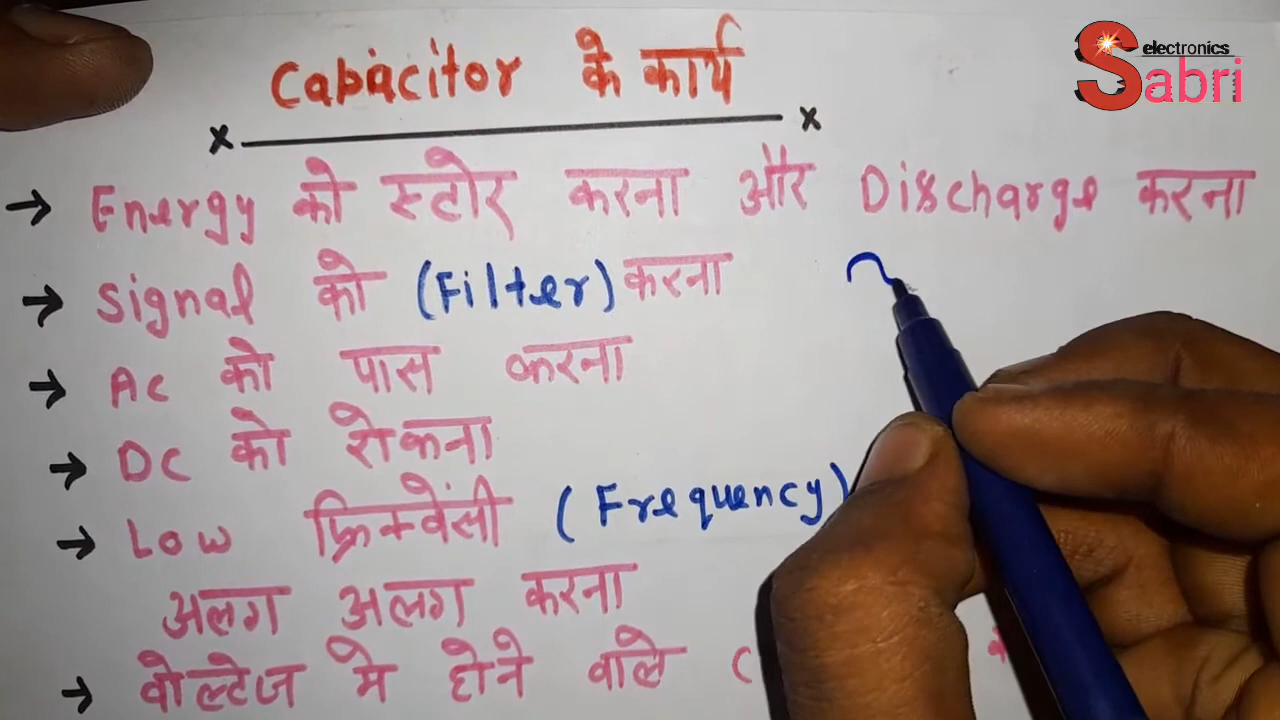 Capacitor के कार्य
electronics
Sabri
x x
→ Energy को स्टोर करना और Discharge करना
→ Signal को (Filter) करना
→ AC को पास करना
→ DC को रोकना
→ Low फ्रिक्वेंसी (Frequency)
अलग अलग करना
→ वोल्टेज मे होने वाले C